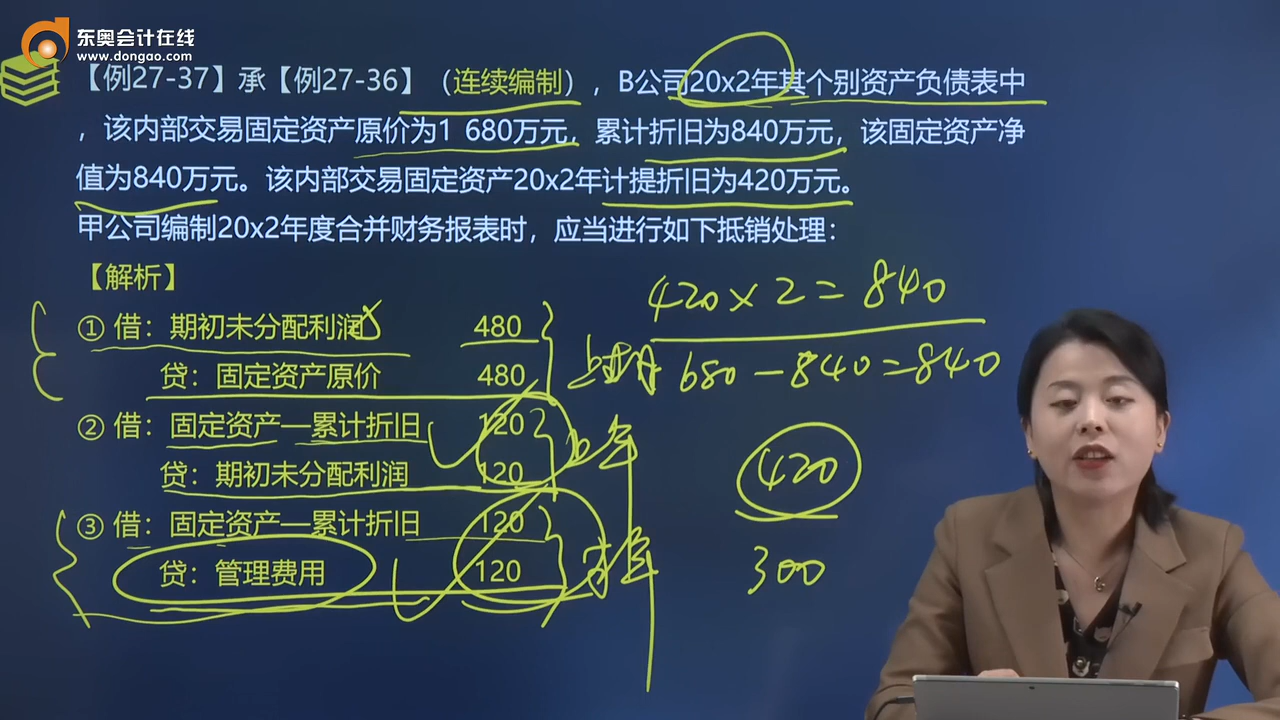 东奥会计在线
www.dongao.com
【例27-37】承【例27-36】（连续编制），B公司20x2年其个别资产负债表中
，该内部交易固定资产原价为1 680万元，累计折旧为840万元，该固定资产净
值为840万元。该内部交易固定资产20x2年计提折旧为420万元。
甲公司编制20x2年度合并财务报表时，应当进行如下抵销处理：
【解析】
420×2=840
① 借：期初未分配利润 480
贷：固定资产原价 480
680-840=840
② 借：固定资产—累计折旧 120
贷：期初未分配利润 120
420
③ 借：固定资产—累计折旧 120
贷：管理费用 120
300